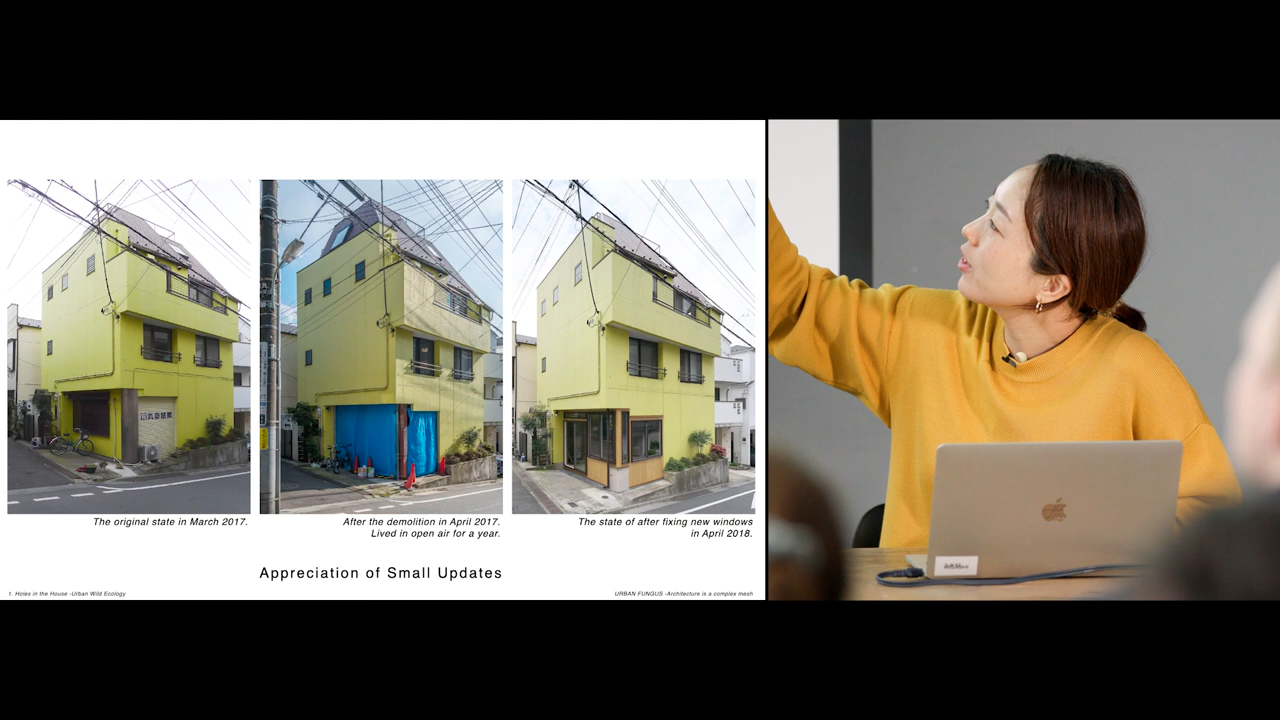 The original state in March 2017.
After the demolition in April 2017.
Lived in open air for a year.
The state of after fixing new windows
in April 2018.
Appreciation of Small Updates
1. Holes in the House -Urban Wild Ecology
URBAN FUNGUS -Architecture is a complex mesh